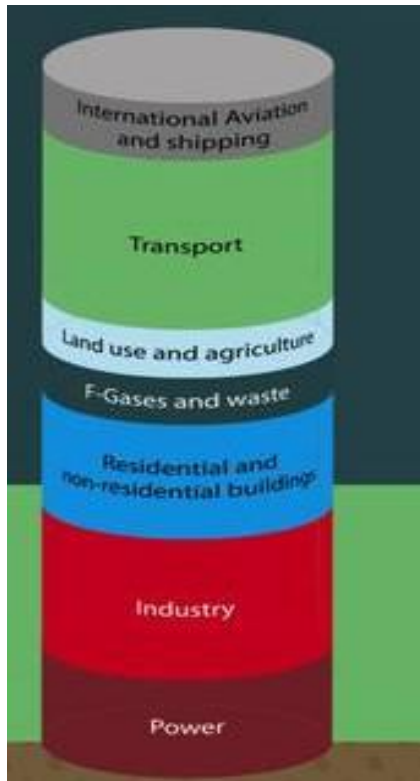 International Aviation
and shipping
Transport
Land use and agriculture
F-Gases and waste
Residential and
non-residential buildings
Industry
Power